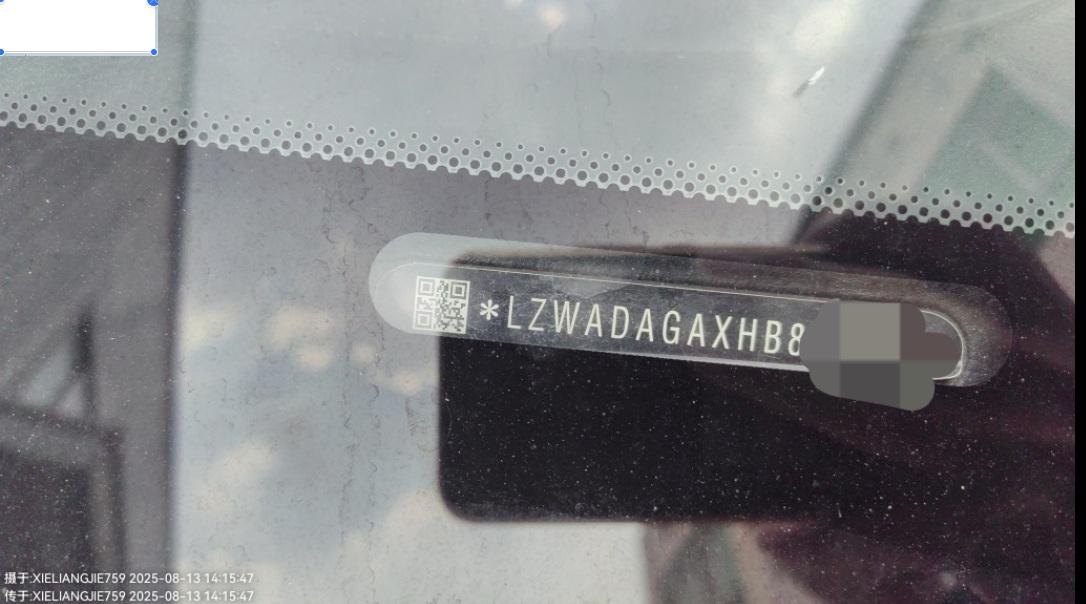 *LZWADAGAXHB8
摄于:XIELIANGJIE759 2025-08-13 14:15:47
传于:XIELIANGJIE759 2025-08-13 14:15:47